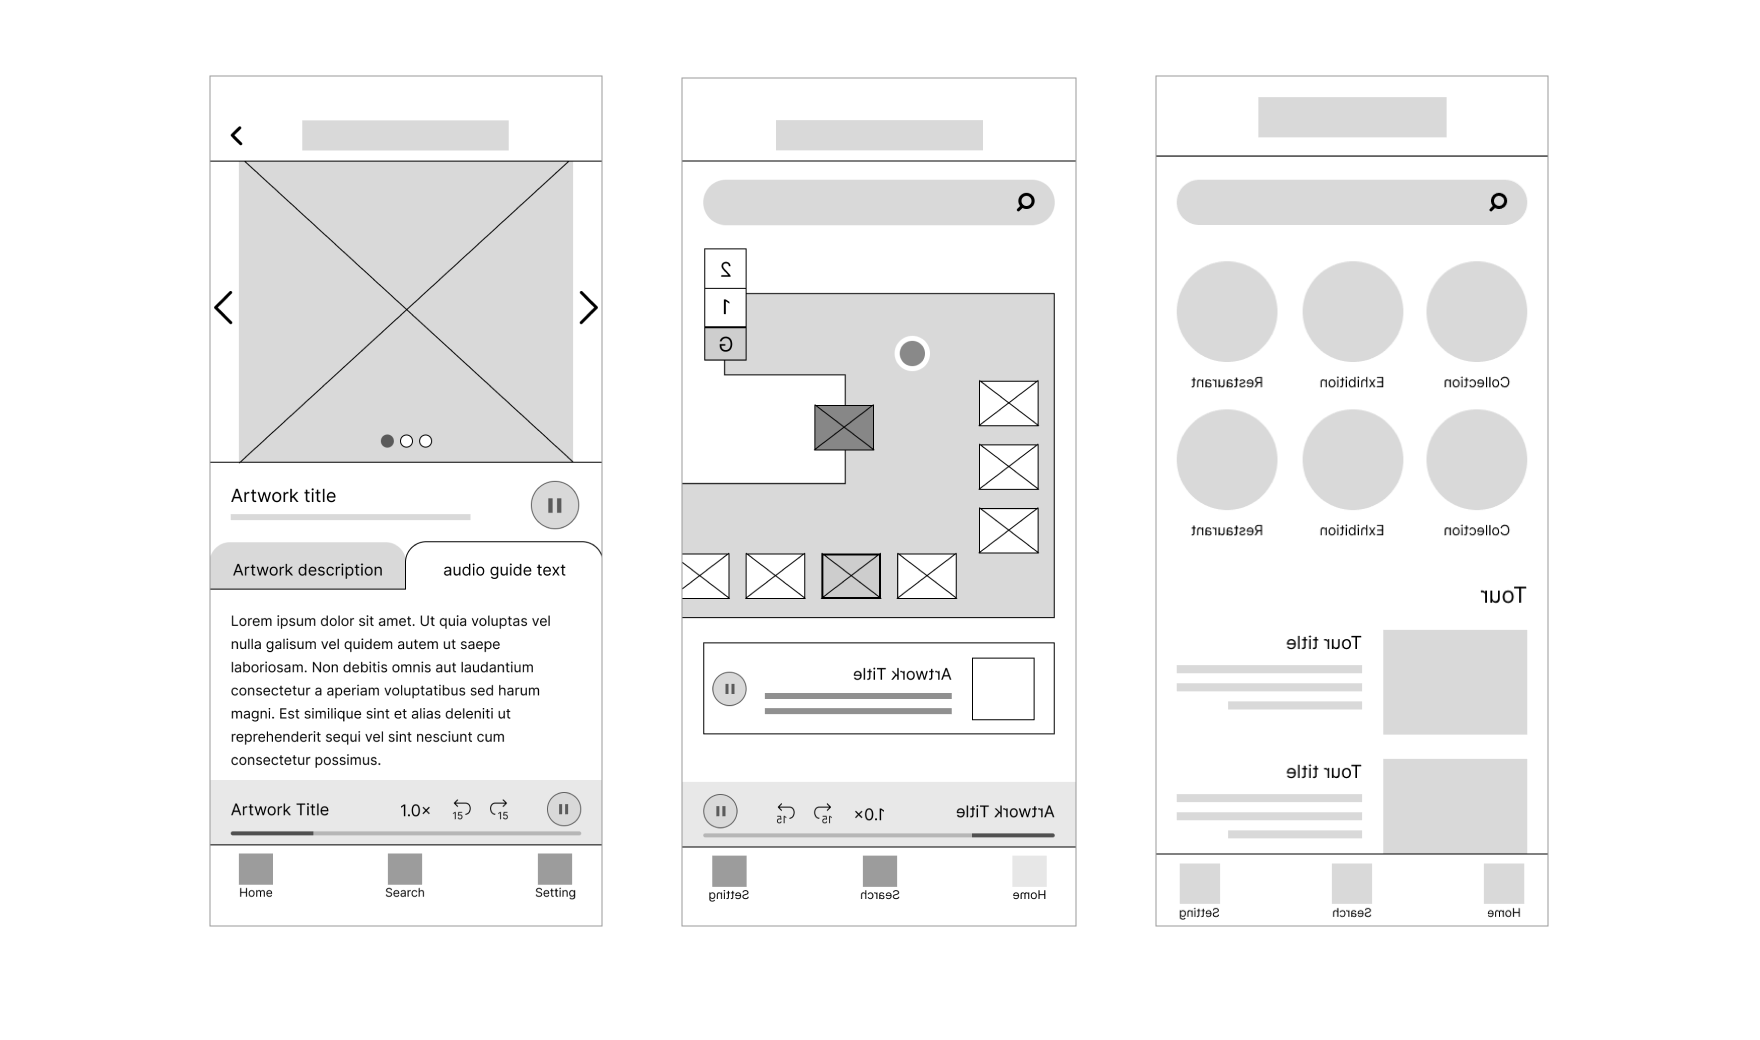 Artwork title
Artwork description
audio guide text
Lorem ipsum dolor sit amet. Ut quia voluptas vel
nulla galisum vel quidem autem ut saepe
laboriosam. Non debitis omnis aut laudantium
consectetur a aperiam voluptatibus sed harum
magni. Est similique sint et alias deleniti ut
reprehenderit sequi vel sint nesciunt cum
consectetur possimus.
Artwork Title
1.0×
15
15
Home
Search
Setting
2
1
G
Artwork Title
15
15
1.0×
Artwork Title
Setting
Search
Home
Restaurant
Exhibition
Collection
Restaurant
Exhibition
Collection
Tour
Tour title
Tour title
Setting
Search
Home